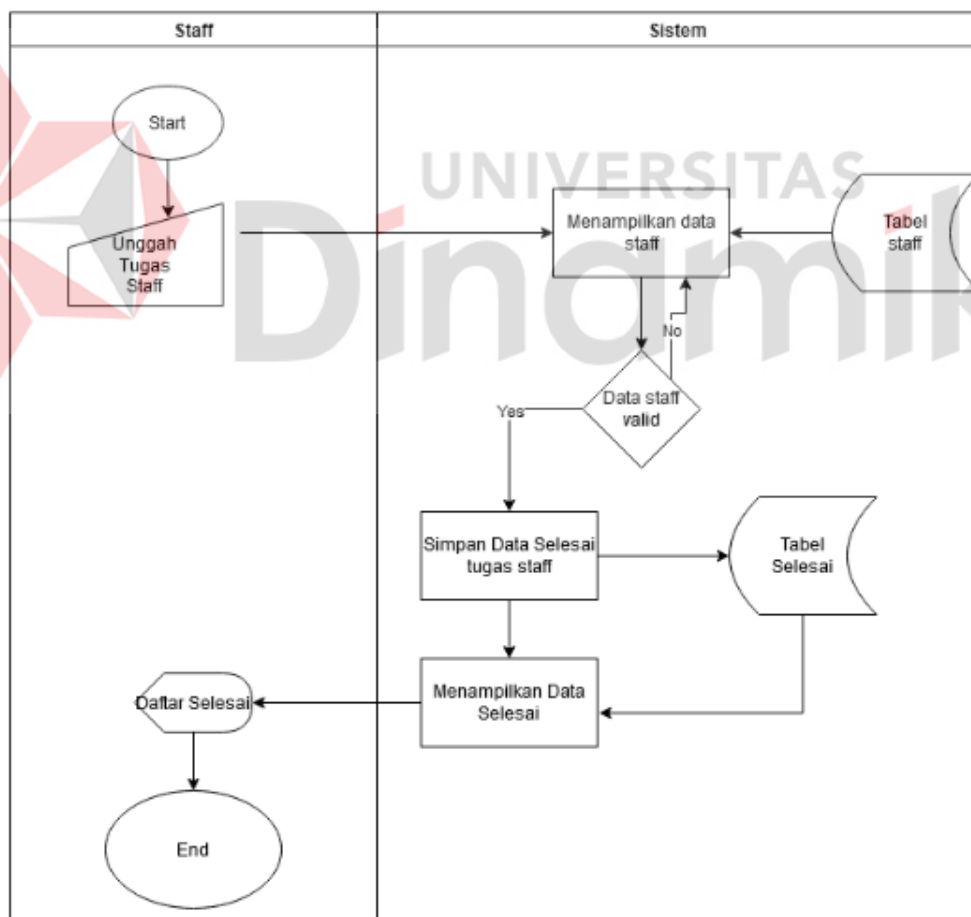 Staff
Sistem
Start
UNIVERSITAS
Dinamik
Unggah
Tugas
Staff
Menampilkan data
staff
Tabel
staff
No
Data staff
valid
Yes
Simpan Data Selesai
tugas staff
Tabel
Selesai
Menampilkan Data
Selesai
Daftar Selesai
End